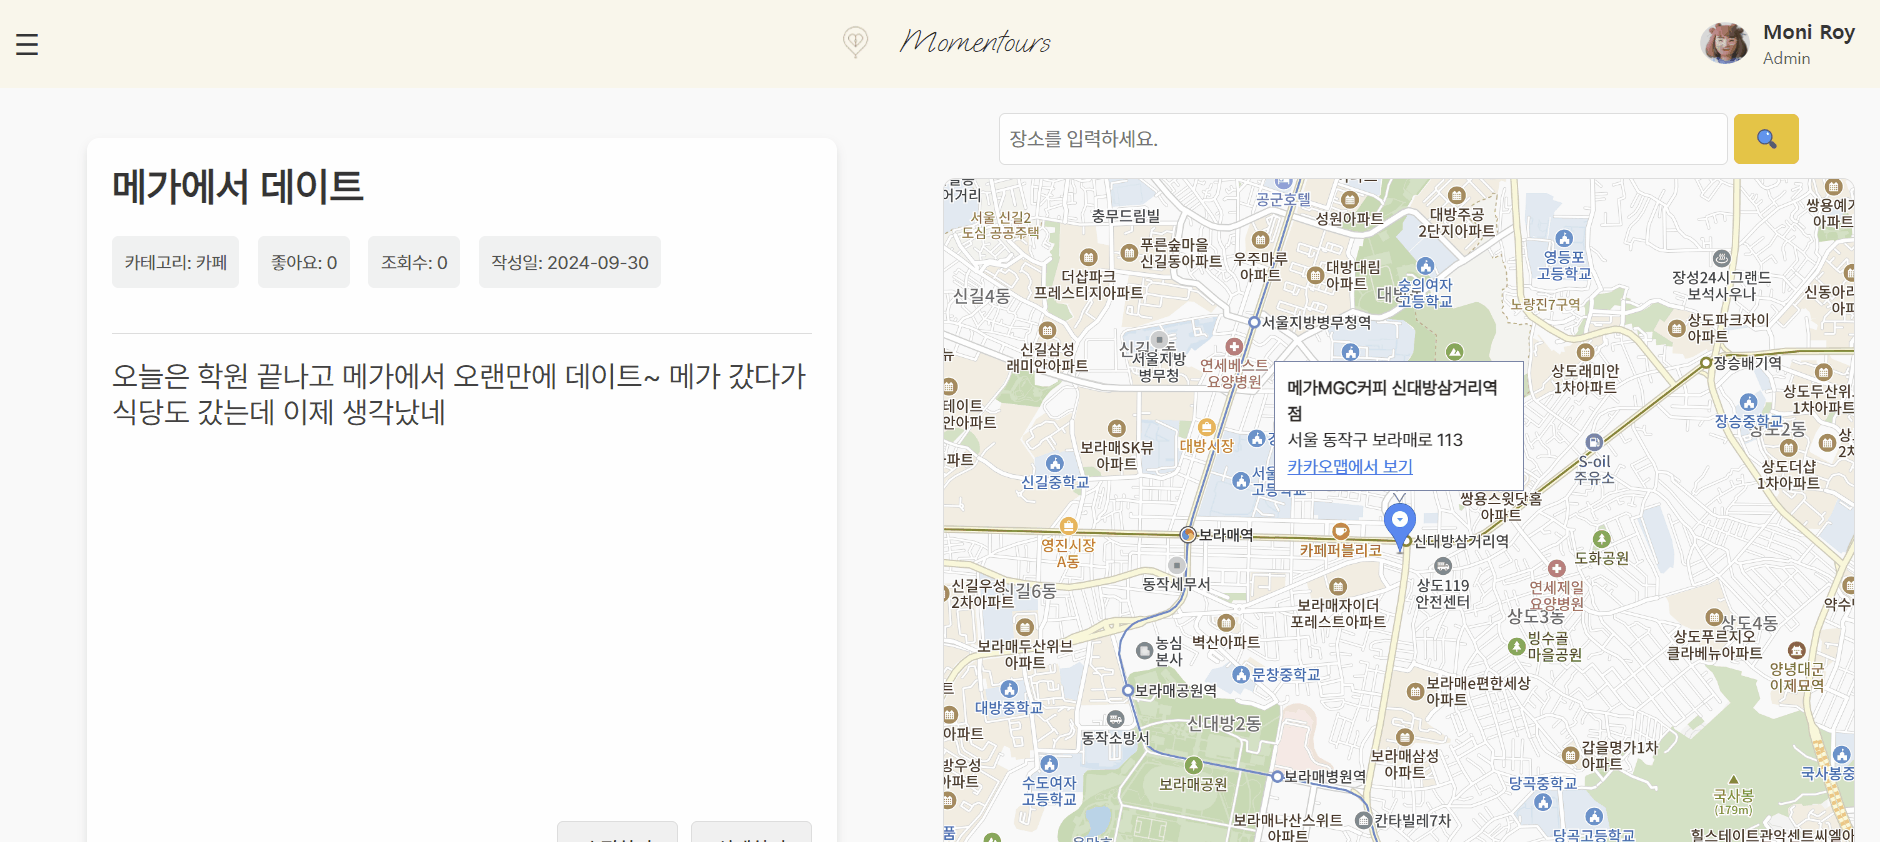 ☰
Momentours
Moni Roy
Admin
메가에서 데이트
카테고리: 카페
좋아요: 0
조회수: 0
작성일: 2024-09-30
오늘은 학원 끝나고 메가에서 오랜만에 데이트~ 메가 갔다가
식당도 갔는데 이제 생각났네
장소를 입력하세요.
어거리
서울 신길2
도심 공공주택
충무드림빌
공군호텔
성원아파트
대방주공
2단지아파트
쌍용예가
아파트
푸른숲마을
신길동아파트
우주마루
아파트
대방대림
아파트
숭의여자
고등학교
영등포
고등학교
장성24시그랜드
보석사우나
더샵파크
프레스티지아파트
신길4동
노량진7구역
신동아리
서울지방병무청역
상도파크자이
아파트
신길삼성
래미안아파트
서울지방
병무청
연세베스트
요양병원
장승배기역
상도래미안
1차아파트
메가MGC커피 신대방삼거리역
점
서울 동작구 보라매로 113
카카오맵에서 보기
상도두산위
1차아파트
장승중학교
상도2동
안아파트
보라매SK뷰
아파트
대방시장
신길중학교
S-oil
주유소
상도더샵
1차아파트
쌍용스윗닷홈
아파트
영진시장
A동
보라매역
카페퍼블리코
신대방삼거리역
도화공원
동작세무서
상도119
안전센터
연세제일
요양병원
신길우성
2차아파트
신길6동
보라매자이더
포레스트아파트
상도3동
상도4동
보라매두산위브
아파트
농심
본사
벽산아파트
빙수골
마을공원
상도푸르지오
클라베뉴아파트
양녕대군
이제묘역
문창중학교
보라매공원역
보라매e편한세상
아파트
대방중학교
신대방2동
동작소방서
보라매삼성
아파트
갑을명가1차
아파트
수도여자
고등학교
보라매공원
보라매병원역
당곡중학교
국사봉
(179m)
국사봉중
보라매나산스위트
아파트
칸타빌레7차
당곡고등학교
힐스테이트관악센트씨엘아